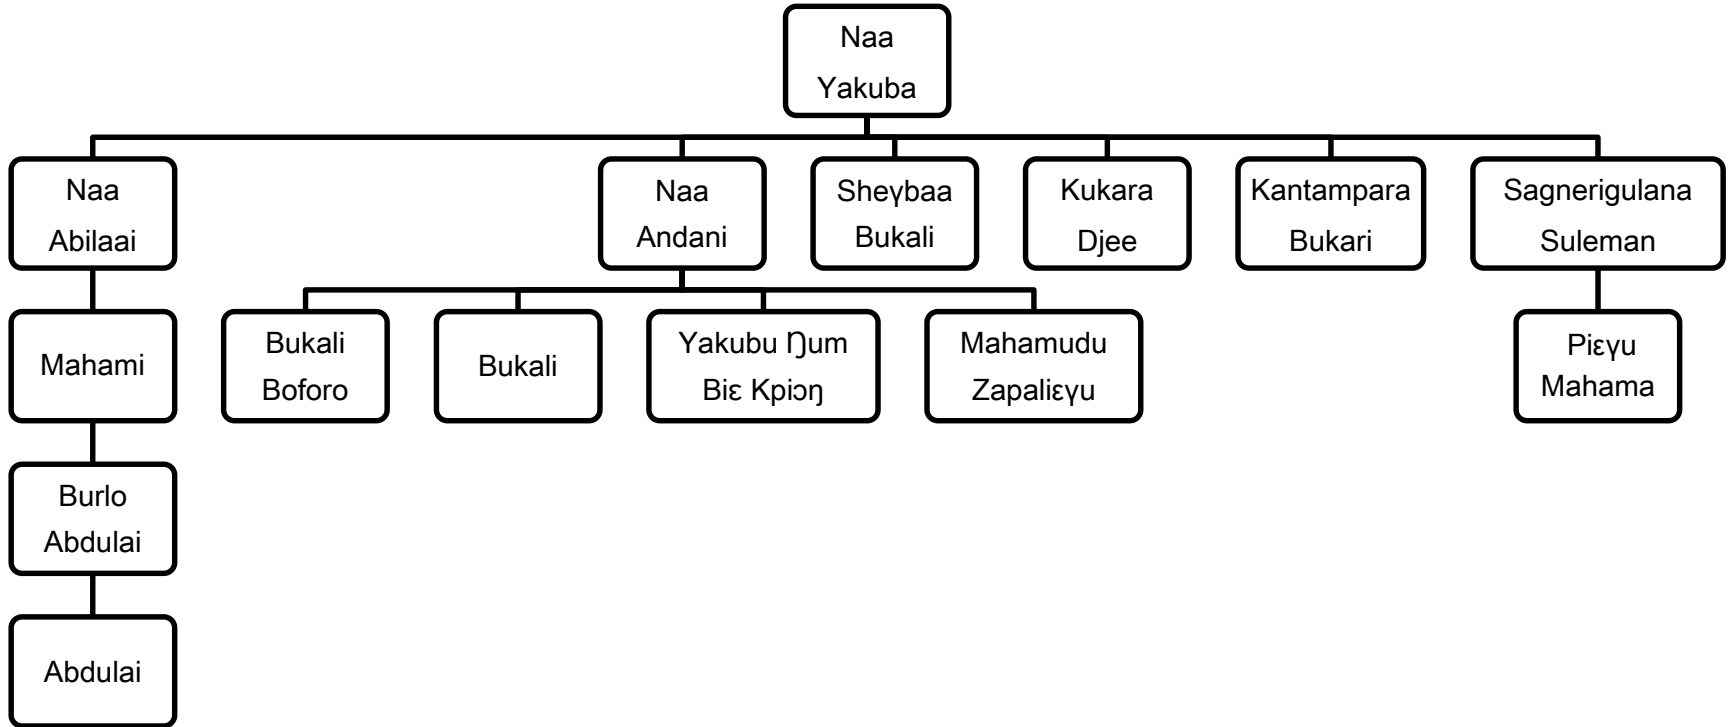 Naa
Yakuba
Naa
Abilaai
Naa
Andani
Sheɣbaa
Bukali
Kukara
Djee
Kantampara
Bukari
Sagnerigulana
Suleman
Mahami
Bukali
Boforo
Bukali
Yakubu Ŋum
Biɛ Kpiɔŋ
Mahamudu
Zapaliɛɣu
Piɛɣu
Mahama
Burlo
Abdulai
Abdulai